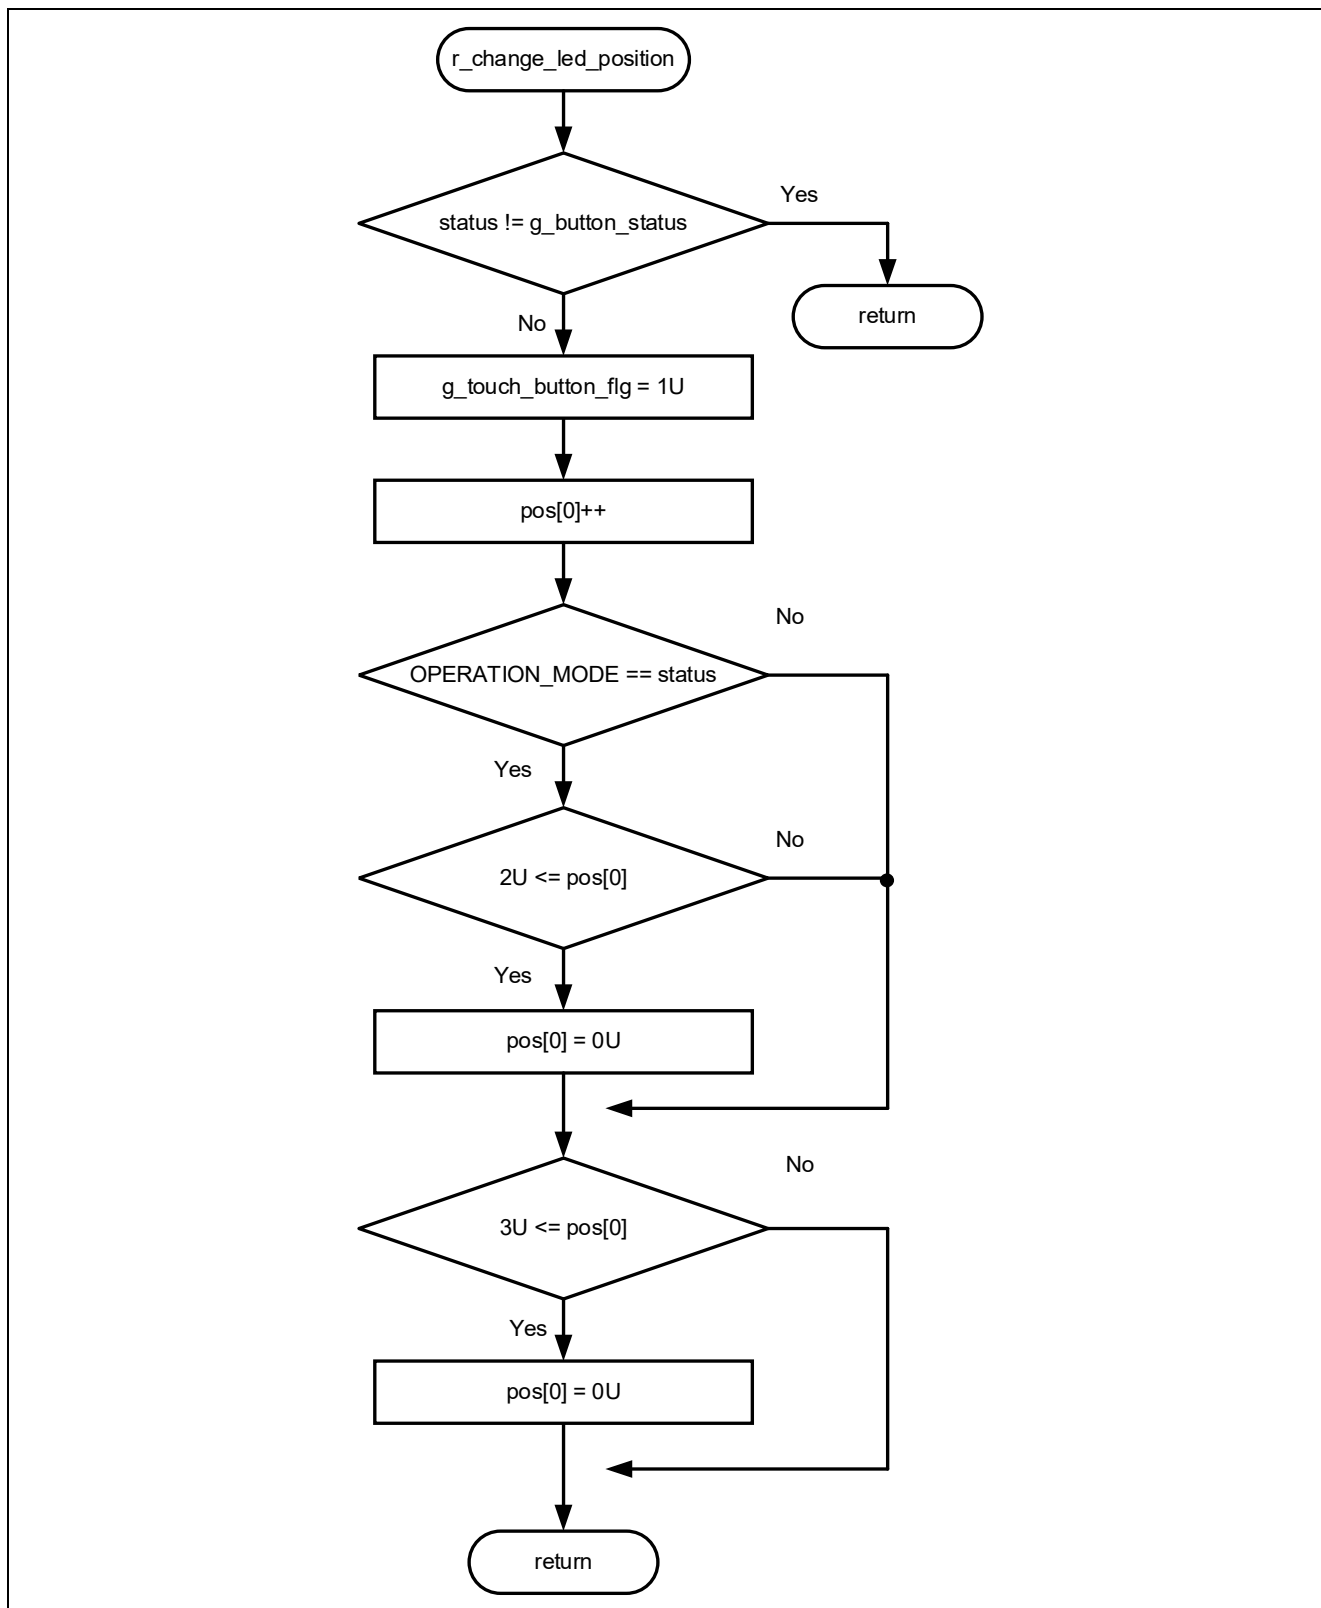 r_change_led_position
status != g_button_status
Yes
return
No
g_touch_button_flg = 1U
pos[0]++
No
OPERATION_MODE == status
Yes
No
2U <= pos[0]
Yes
pos[0] = 0U
No
3U <= pos[0]
Yes
pos[0] = 0U
return